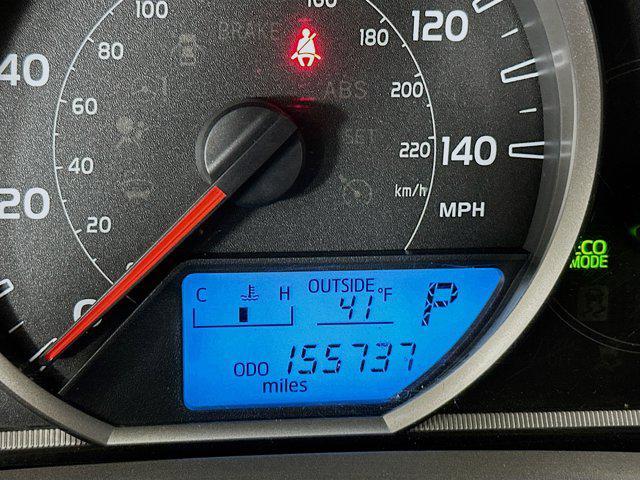 100
160
120
80
BRAKE
180
40
60
ABS
200
SET
220
140
40
km/h
20
20
MPH
0
ECO
MODE
C H
OUTSIDE
41°F
P
ODO 155737
miles